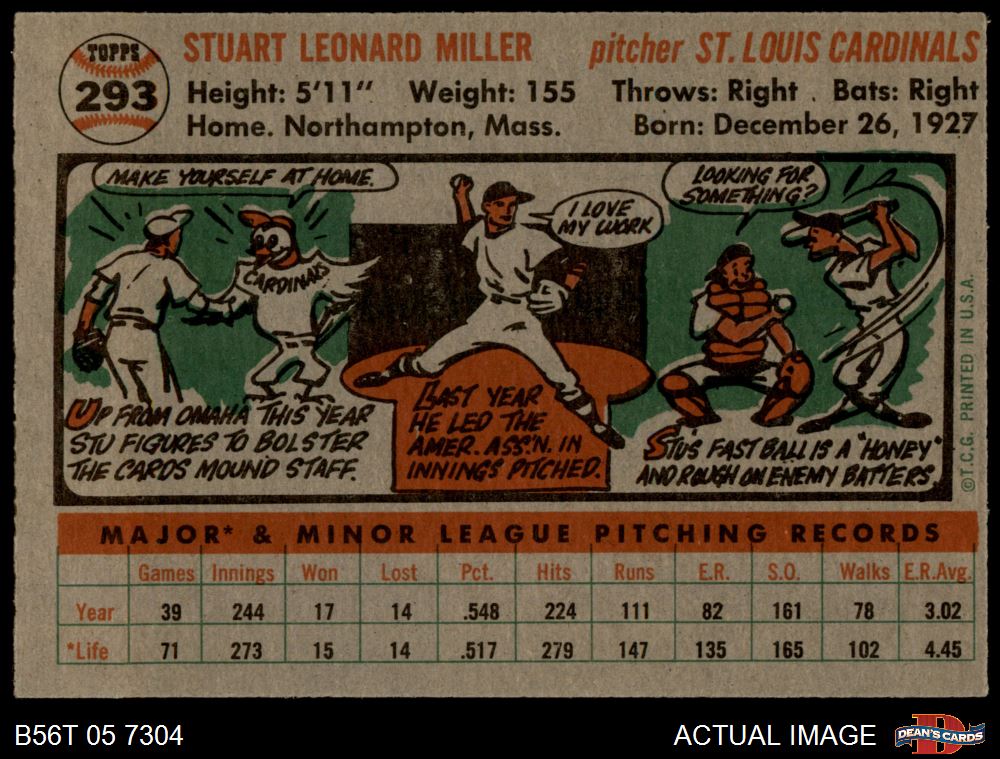 TOPPS
293
STUART LEONARD MILLER pitcher ST. LOUIS CARDINALS
Height: 5'11" Weight: 155 Throws: Right . Bats: Right
Home. Northampton, Mass. Born: December 26, 1927
MAKE YOURSELF AT HOME.
CARDINALS
UP FROM OMAHA THIS YEAR
STU FIGURES TO BOLSTER
THE CARDS MOUND STAFF.
I LOVE
MY WORK
LAST YEAR
HE LED THE
AMER. ASS'N. IN
INNINGS PITCHED.
LOOKING FOR
SOMETHING?
STU'S FAST BALL IS A "HONEY"
AND ROUGH ON ENEMY BATTERS.
©T.C.G. PRINTED IN U.S.A.
MAJOR* & MINOR LEAGUE PITCHING RECORDS
Games Innings Won Lost Pct. Hits Runs E.R. S.O. Walks E.R.Avg.
Year 39 244 17 14 .548 224 111 82 161 78 3.02
*Life 71 273 15 14 .517 279 147 135 165 102 4.45
B56T 05 7304 ACTUAL IMAGE DEAN'S CARDS